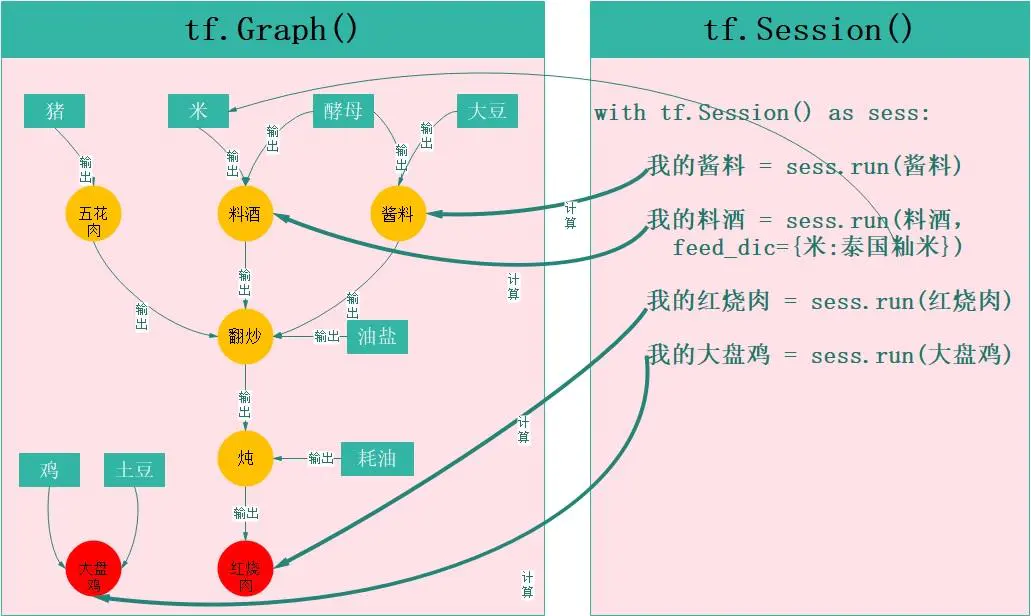 tf.Graph()
tf.Session()
猪
米
酵母
大豆
with tf.Session() as sess:
输出
输出
输出
输出
输出
我的酱料 = sess.run(酱料)
五花
肉
料酒
酱料
计算
我的料酒 = sess.run(料酒,
feed_dic={米:泰国籼米})
输出
输出
输出
计算
我的红烧肉 = sess.run(红烧肉)
翻炒
输出
油盐
我的大盘鸡 = sess.run(大盘鸡)
输出
计算
鸡
土豆
炖
输出
耗油
输出
大盘
鸡
红烧
肉
计算